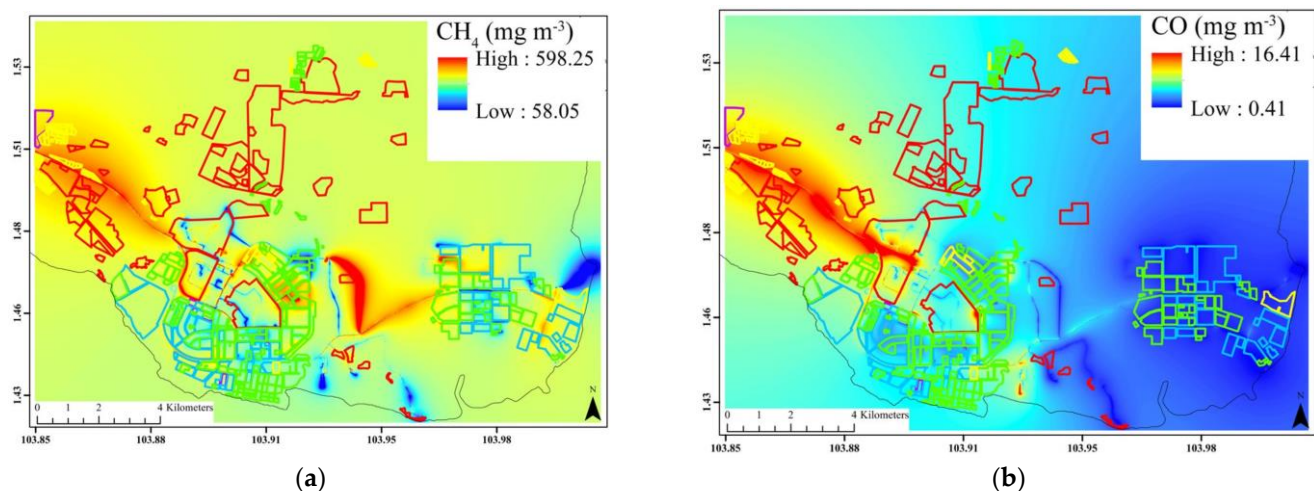 CH4 (mg m-3)
High : 598.25
Low : 58.05
1.53
1.51
1.48
1.46
1.43
0 1 2 4 Kilometers
N
103.85 103.88 103.91 103.95 103.98
(a)
CO (mg m-3)
High : 16.41
Low : 0.41
1.53
1.51
1.48
1.46
1.43
0 1 2 4 Kilometers
N
103.85 103.88 103.91 103.95 103.98
(b)